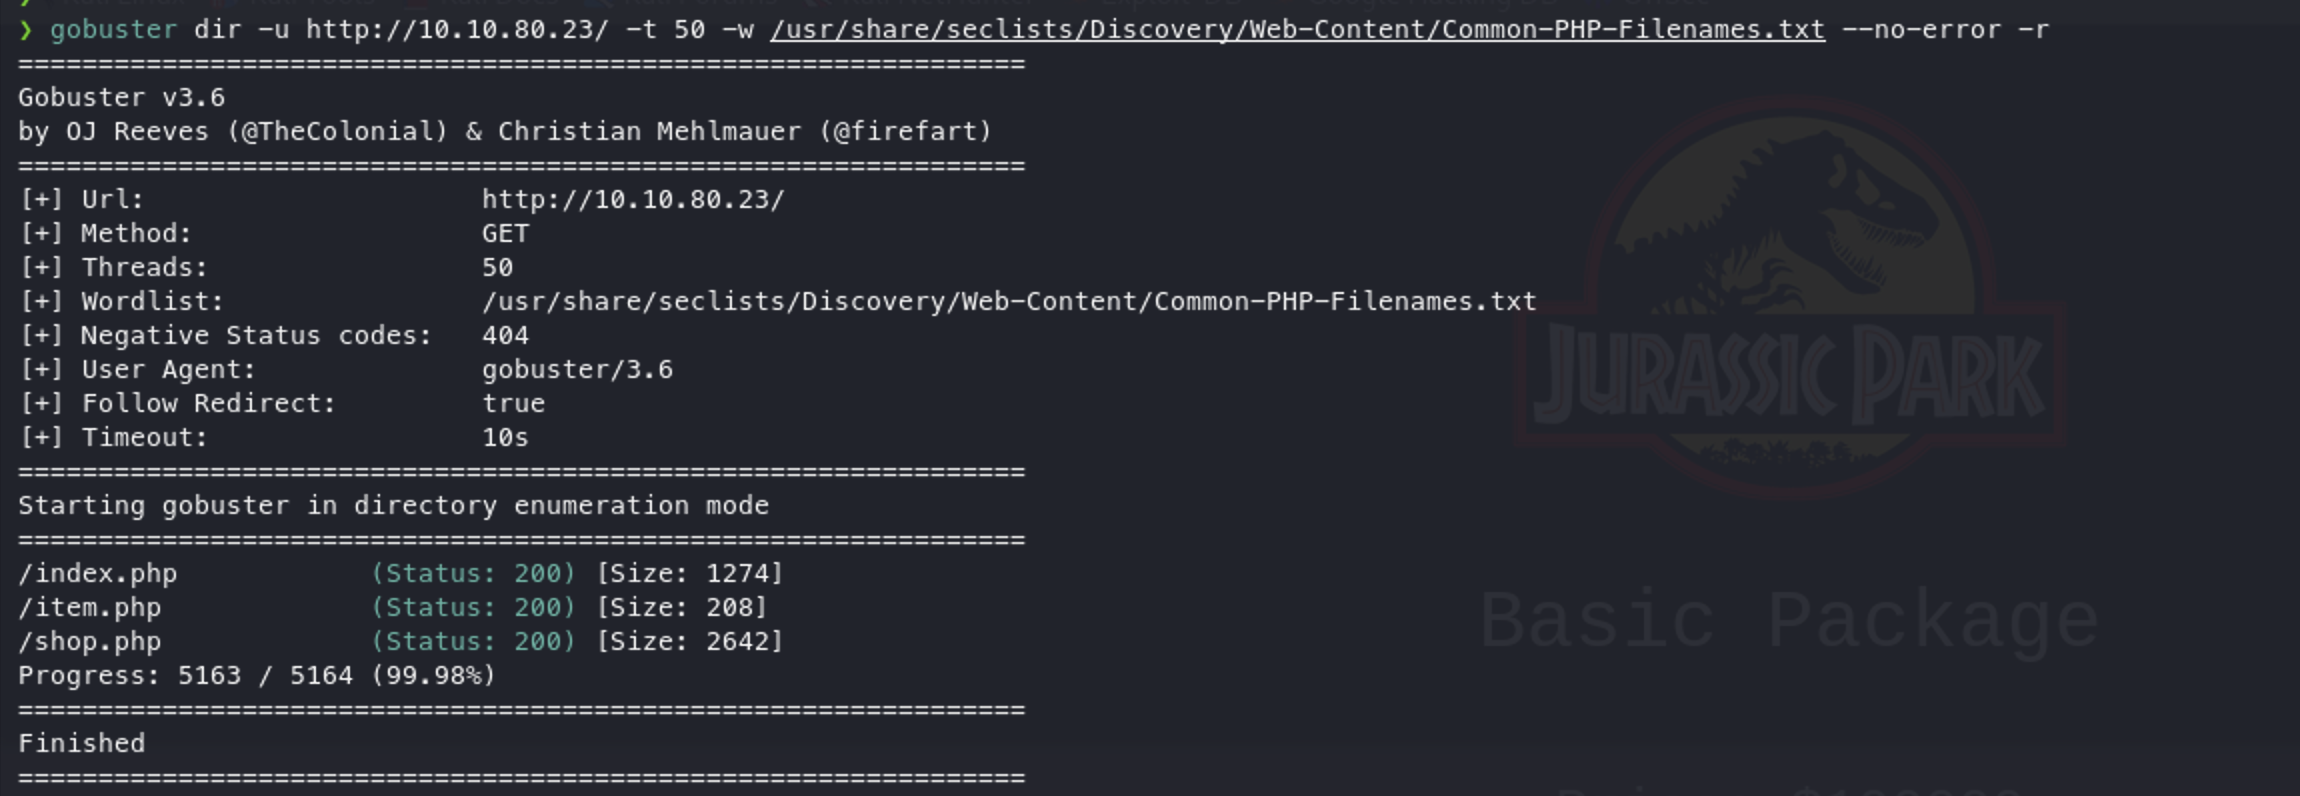 ❯ gobuster dir -u http://10.10.80.23/ -t 50 -w /usr/share/seclists/Discovery/Web-Content/Common-PHP-Filenames.txt --no-error -r
===============================================================
Gobuster v3.6
by OJ Reeves (@TheColonial) & Christian Mehlmauer (@firefart)
===============================================================
[+] Url:                     http://10.10.80.23/
[+] Method:                  GET
[+] Threads:                 50
[+] Wordlist:                /usr/share/seclists/Discovery/Web-Content/Common-PHP-Filenames.txt
[+] Negative Status codes:   404
[+] User Agent:              gobuster/3.6
[+] Follow Redirect:         true
[+] Timeout:                 10s
===============================================================
Starting gobuster in directory enumeration mode
===============================================================
/index.php            (Status: 200) [Size: 1274]
/item.php             (Status: 200) [Size: 208]
/shop.php             (Status: 200) [Size: 2642]
Progress: 5163 / 5164 (99.98%)
===============================================================
Finished
===============================================================
JURASSIC PARK
Basic Package